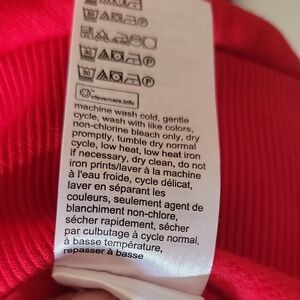 clevercare.info
machine wash cold, gentle
cycle, wash with like colors,
non-chlorine bleach only, dry
promptly, tumble dry normal
cycle, low heat, low heat iron
if necessary, dry clean, do not
iron prints/laver à la machine
à l'eau froide, cycle délicat,
laver en séparant les
couleurs, seulement agent de
blanchiment non-chlore,
sécher rapidement, sécher
par culbutage à cycle normal,
à basse température,
repasser à basse